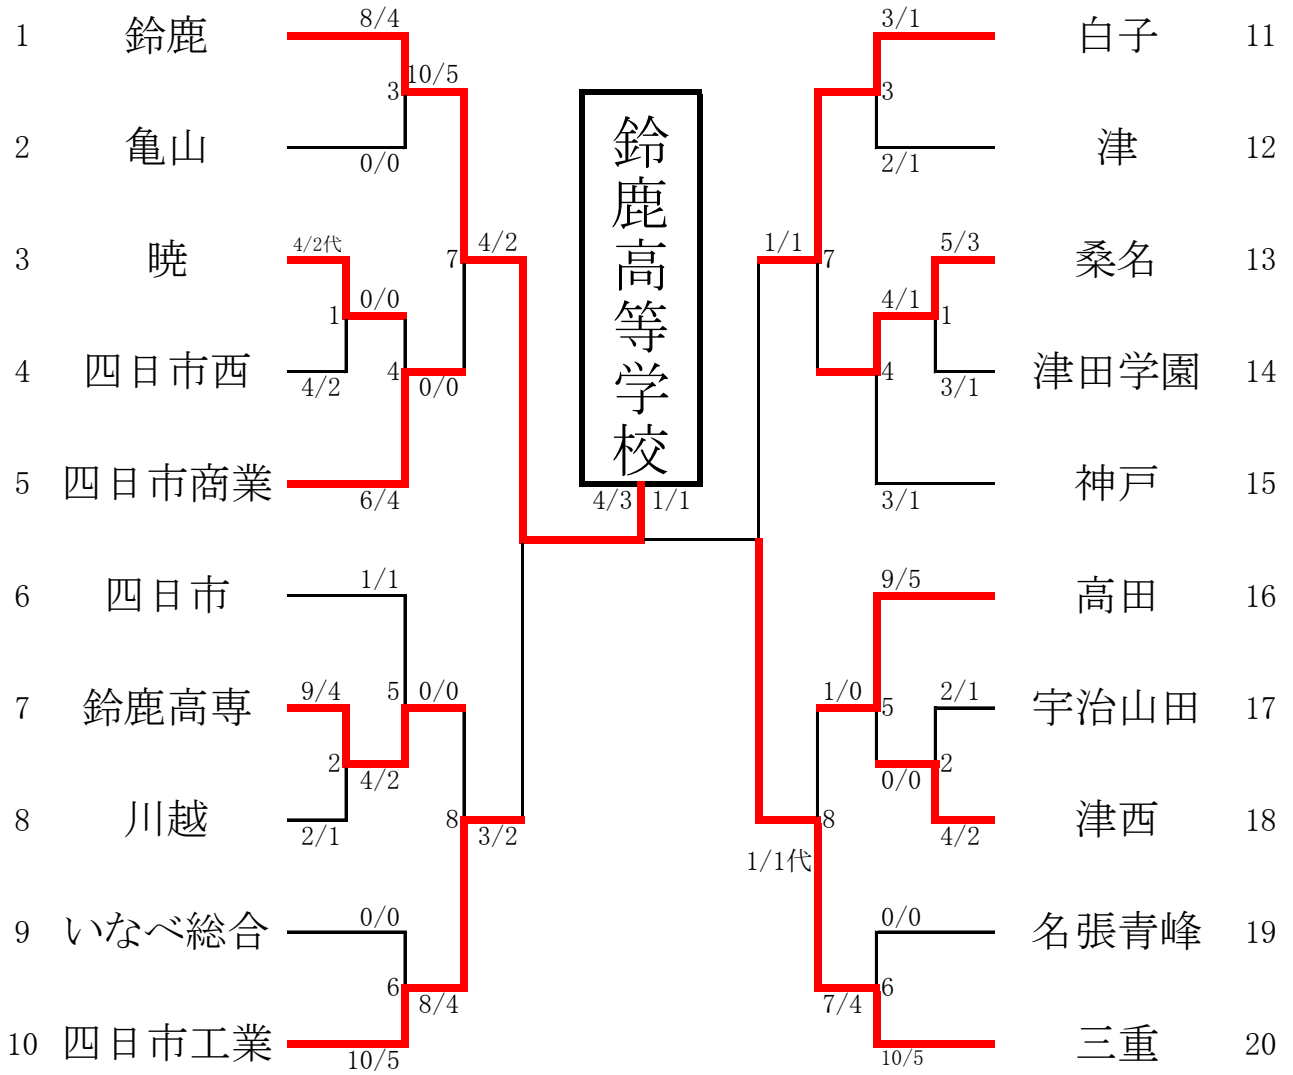 8/4
3/1
1 鈴鹿
白子 11
10/5
3
3
2 亀山
津 12
0/0
2/1
鈴鹿高等学校
3 暁
4/2代
7 4/2
1/1 7
5/3
桑名 13
0/0
4/1
1
1
4 四日市西
4/2
4
0/0
4
3/1
津田学園 14
5 四日市商業
6/4
4/3 1/1
3/1
神戸 15
1/1
9/5
6 四日市
高田 16
7 鈴鹿高専
9/4
5 0/0
1/0 5
2/1
宇治山田 17
2
4/2
0/0
2
8 川越
2/1
8
3/2
8
4/2
津西 18
1/1代
9 いなべ総合
0/0
0/0
名張青峰 19
6
8/4
7/4
6
10 四日市工業
10/5
10/5
三重 20